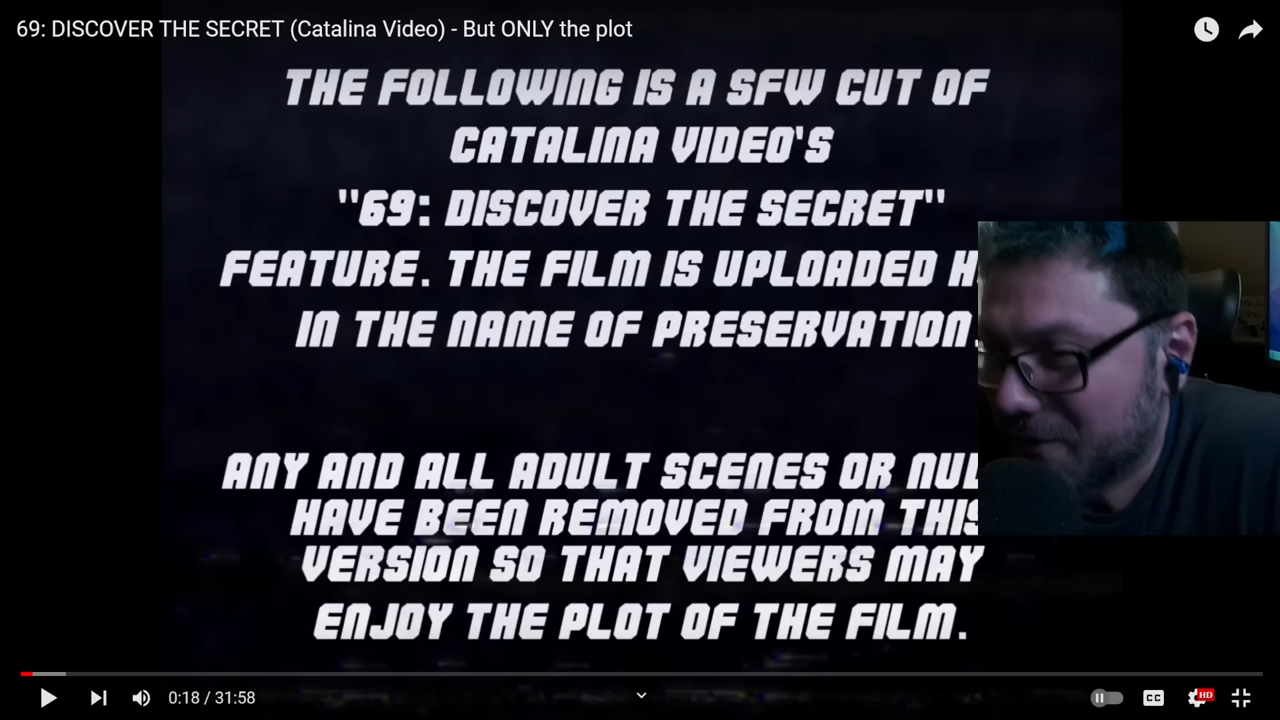 69: DISCOVER THE SECRET (Catalina Video) - But ONLY the plot
THE FOLLOWING IS A SFW CUT OF
CATALINA VIDEO'S
"69: DISCOVER THE SECRET"
FEATURE. THE FILM IS UPLOADED
IN THE NAME OF PRESERVATION.
ANY AND ALL ADULT SCENES OR
HAVE BEEN REMOVED FROM THIS
VERSION SO THAT VIEWERS MAY
ENJOY THE PLOT OF THE FILM.
0:18 / 31:58
CC
HD